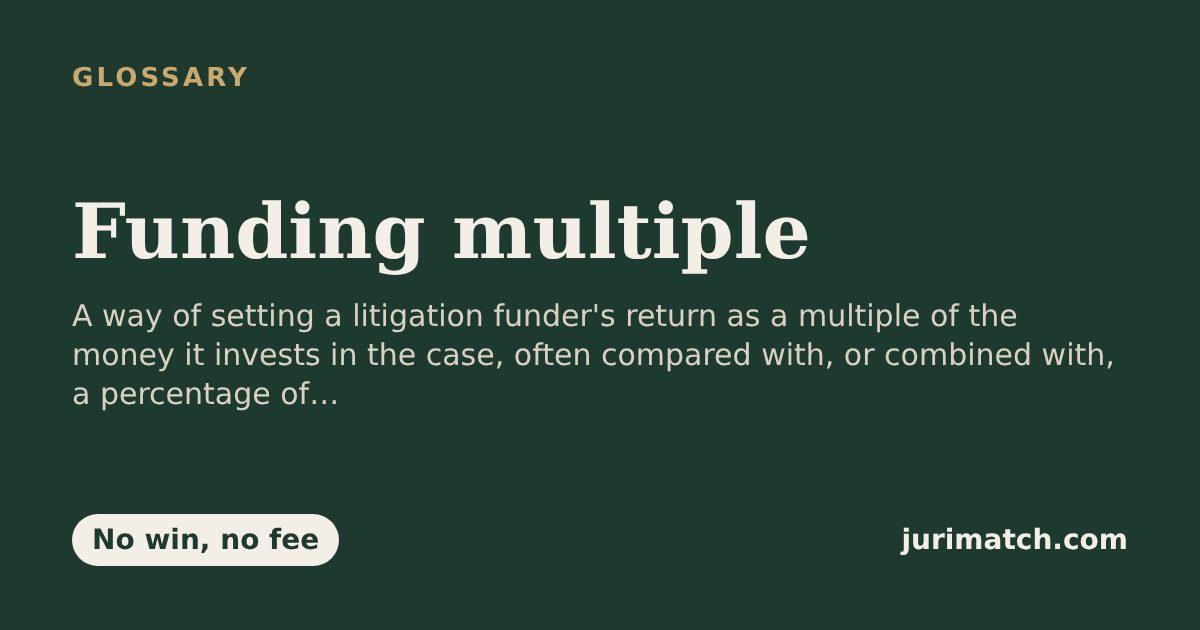 GLOSSARY
Funding multiple
A way of setting a litigation funder's return as a multiple of the
money it invests in the case, often compared with, or combined with,
a percentage of…
No win, no fee
jurimatch.com